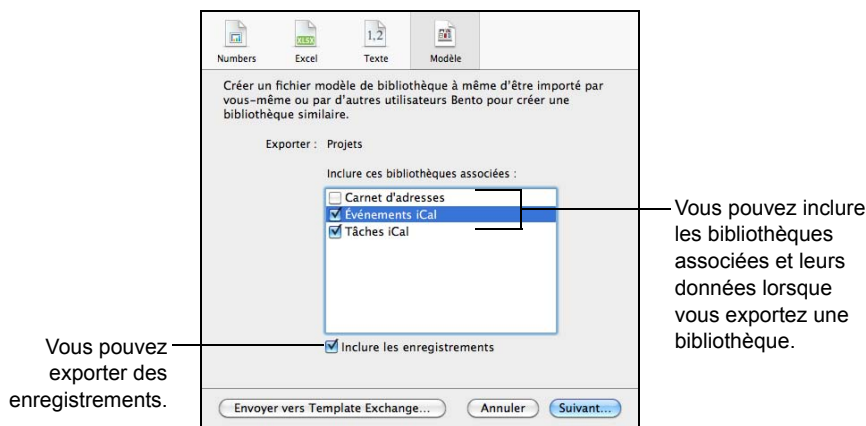 Numbers Excel Texte Modèle
1,2
XLSX
Créer un fichier modèle de bibliothèque à même d'être importé par
vous-même ou par d'autres utilisateurs Bento pour créer une
bibliothèque similaire.
Exporter : Projets
Inclure ces bibliothèques associées :
Carnet d'adresses
Événements iCal
Tâches iCal
Inclure les enregistrements
Envoyer vers Template Exchange... Annuler Suivant...
Vous pouvez inclure
les bibliothèques
associées et leurs
données lorsque
vous exportez une
bibliothèque.
Vous pouvez
exporter des
enregistrements.